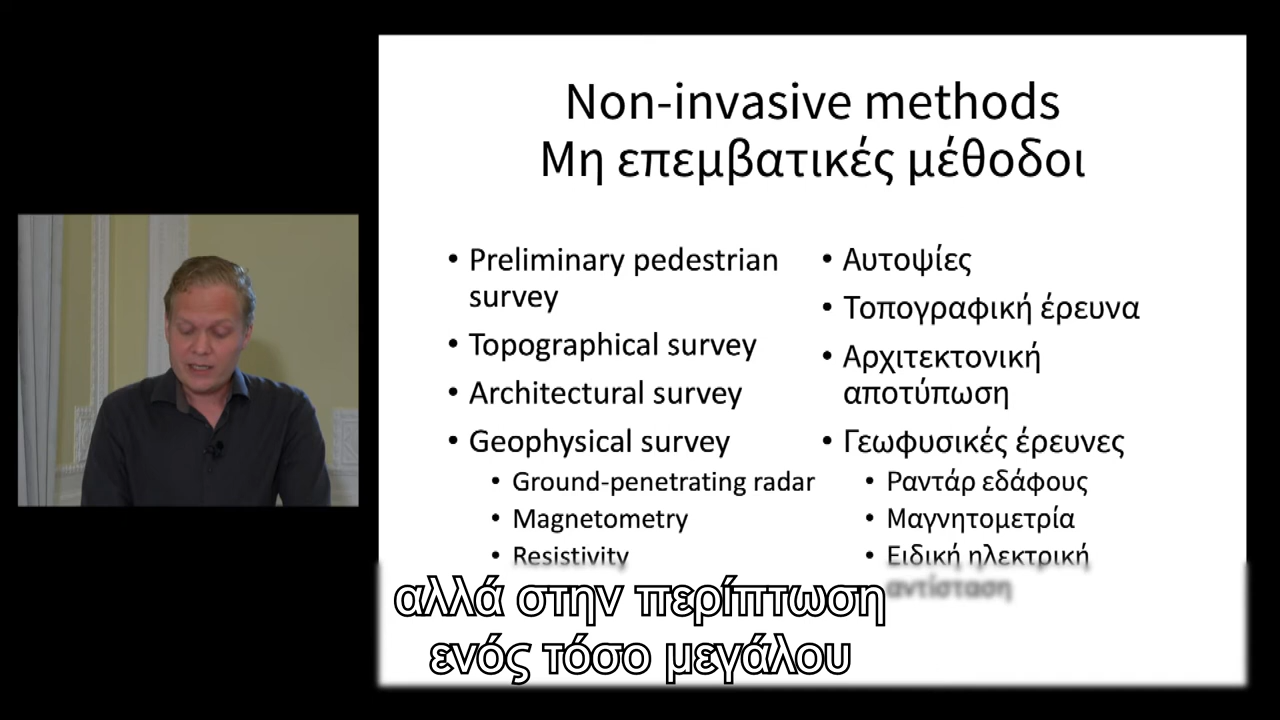 Non-invasive methods
Μη επεμβατικές μέθοδοι
• Preliminary pedestrian
survey
• Topographical survey
• Architectural survey
• Geophysical survey
• Ground-penetrating radar
• Magnetometry
• Resistivity
• Αυτοψίες
• Τοπογραφική έρευνα
• Αρχιτεκτονική
αποτύπωση
• Γεωφυσικές έρευνες
• Ραντάρ εδάφους
• Μαγνητομετρία
• Ειδική ηλεκτρική
αντίσταση
αλλά στην περίπτωση
ενός τόσο μεγάλου